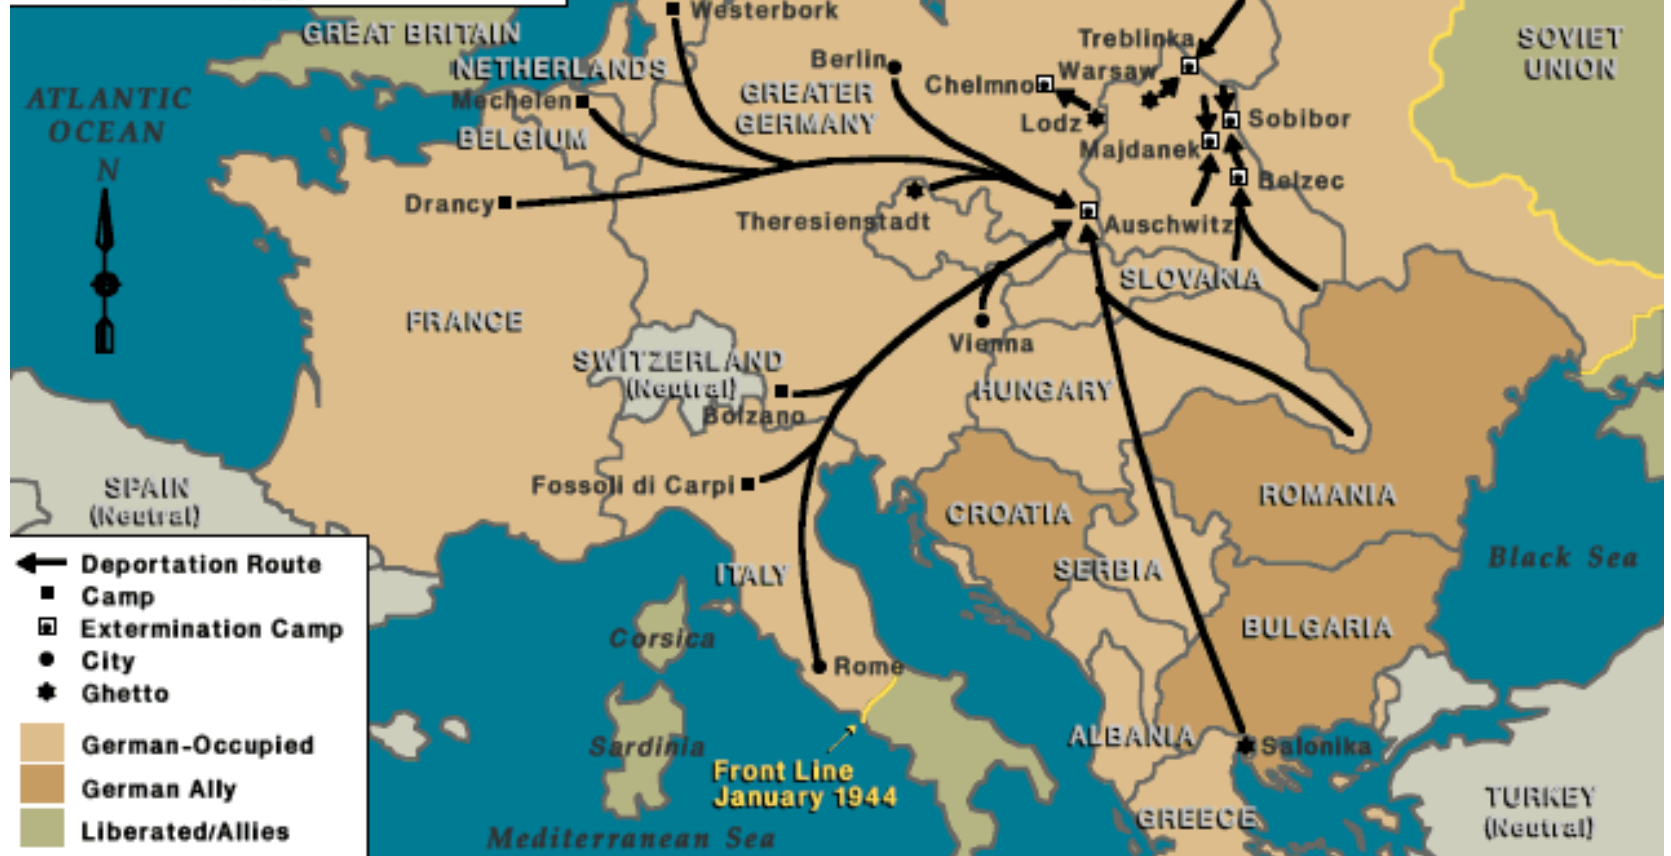 Westerbork
GREAT BRITAIN
NETHERLANDS
Mechelen
BELGIUM
Berlin
GREATER
GERMANY
Treblinka
Warsaw
Chelmno
Lodz
Sobibor
Majdanek
Belzec
SOVIET
UNION
ATLANTIC
OCEAN
N
Drancy
Theresienstadt
Auschwitz
SLOVAKIA
FRANCE
Vienna
SWITZERLAND
(Neutral)
Bolzano
HUNGARY
Fossoli di Carpi
SPAIN
(Neutral)
CROATIA
ROMANIA
Black Sea
SERBIA
ITALY
BULGARIA
Corsica
Rome
Sardinia
ALBANIA
Salonika
Front Line
January 1944
GREECE
TURKEY
(Neutral)
Mediterranean Sea
Deportation Route
Camp
Extermination Camp
City
Ghetto
German-Occupied
German Ally
Liberated/Allies